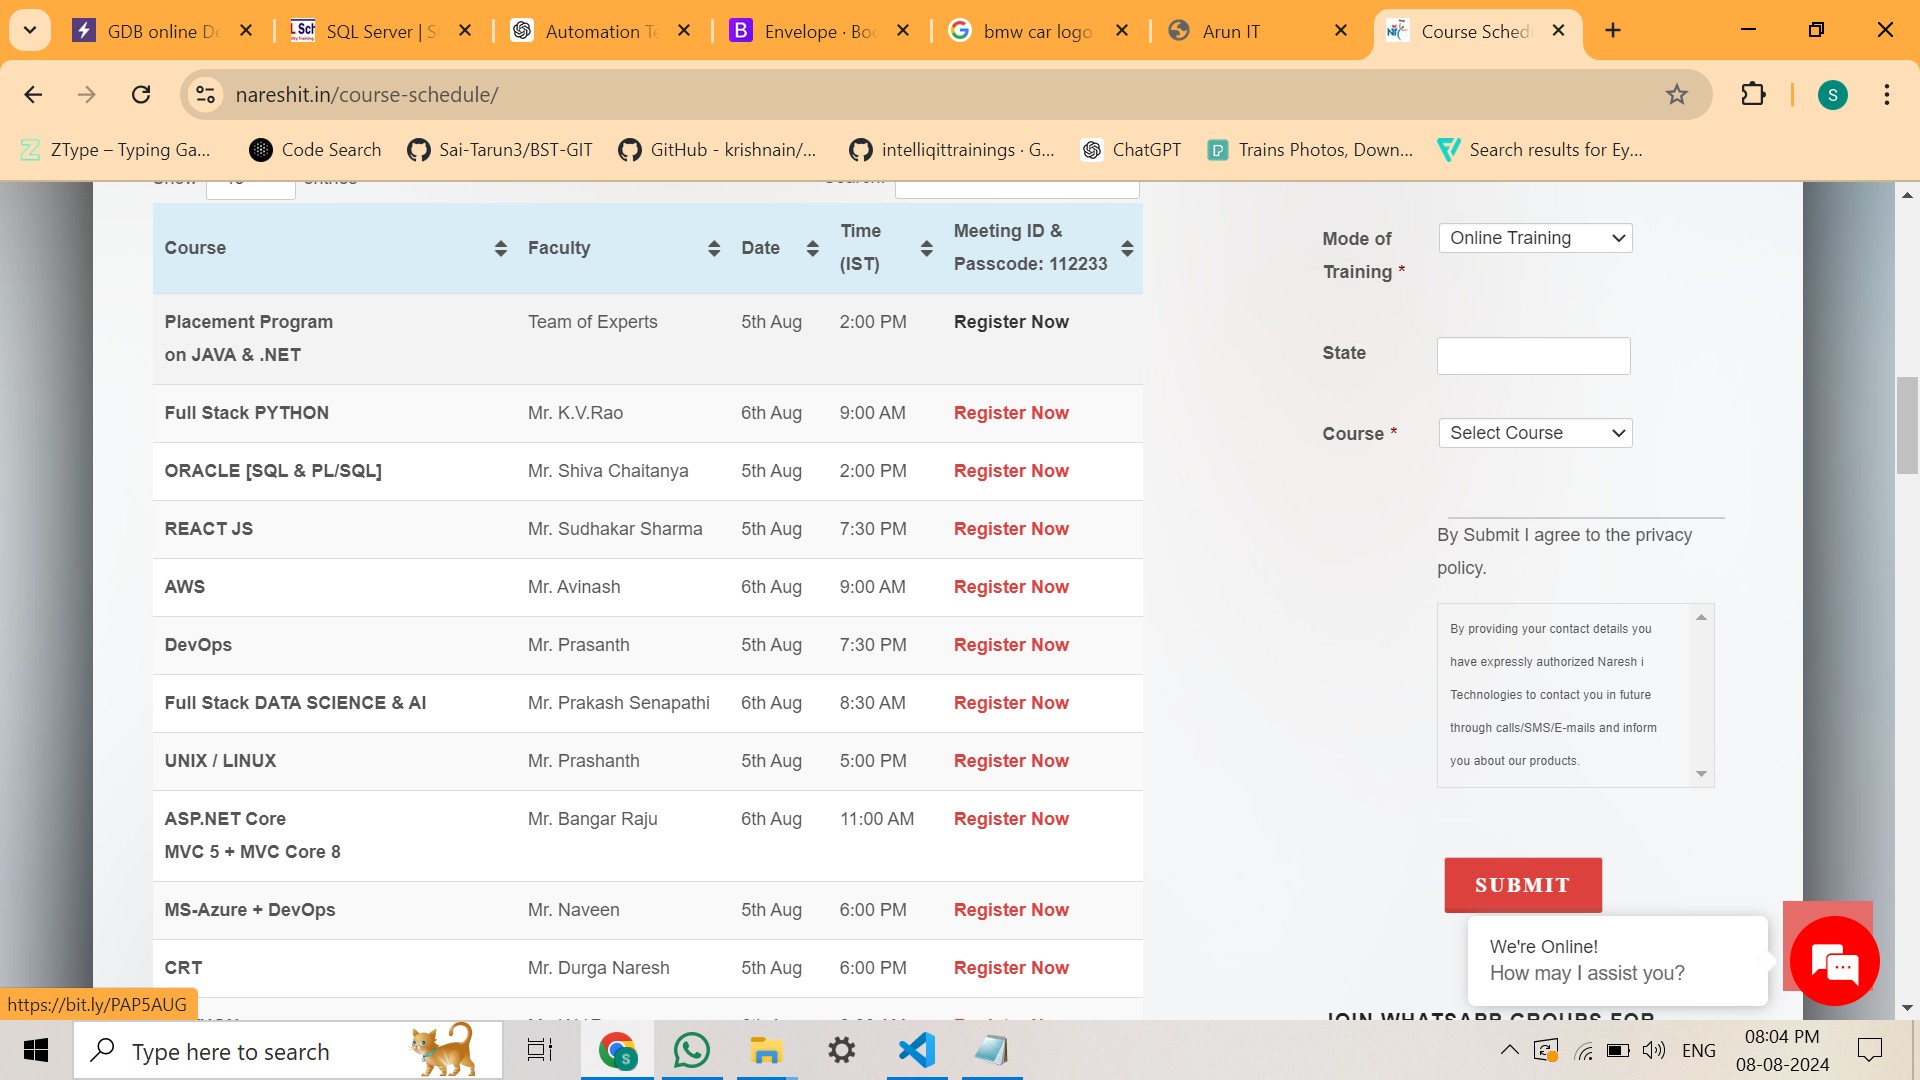 GDB online De
SQL Server | S
Automation Te
Envelope · Boo
bmw car logo
Arun IT
Course Schedu
nareshit.in/course-schedule/
S
ZType – Typing Ga...
Code Search
Sai-Tarun3/BST-GIT
GitHub - krishnain/...
intelliqittrainings · G...
ChatGPT
Trains Photos, Down...
Search results for Ey...
Course Faculty Date Time (IST) Meeting ID & Passcode: 112233
Placement Program Team of Experts 5th Aug 2:00 PM Register Now
on JAVA & .NET
Full Stack PYTHON Mr. K.V.Rao 6th Aug 9:00 AM Register Now
ORACLE [SQL & PL/SQL] Mr. Shiva Chaitanya 5th Aug 2:00 PM Register Now
REACT JS Mr. Sudhakar Sharma 5th Aug 7:30 PM Register Now
AWS Mr. Avinash 6th Aug 9:00 AM Register Now
DevOps Mr. Prasanth 5th Aug 7:30 PM Register Now
Full Stack DATA SCIENCE & AI Mr. Prakash Senapathi 6th Aug 8:30 AM Register Now
UNIX / LINUX Mr. Prashanth 5th Aug 5:00 PM Register Now
ASP.NET Core Mr. Bangar Raju 6th Aug 11:00 AM Register Now
MVC 5 + MVC Core 8
MS-Azure + DevOps Mr. Naveen 5th Aug 6:00 PM Register Now
CRT Mr. Durga Naresh 5th Aug 6:00 PM Register Now
Mode of
Training *
Online Training
State
Course *
Select Course
By Submit I agree to the privacy
policy.
By providing your contact details you
have expressly authorized Naresh i
Technologies to contact you in future
through calls/SMS/E-mails and inform
you about our products.
SUBMIT
We're Online!
How may I assist you?
JOIN WHATSAPP GROUPS FOR
https://bit.ly/PAP5AUG
Type here to search
S
ENG
08:04 PM
08-08-2024